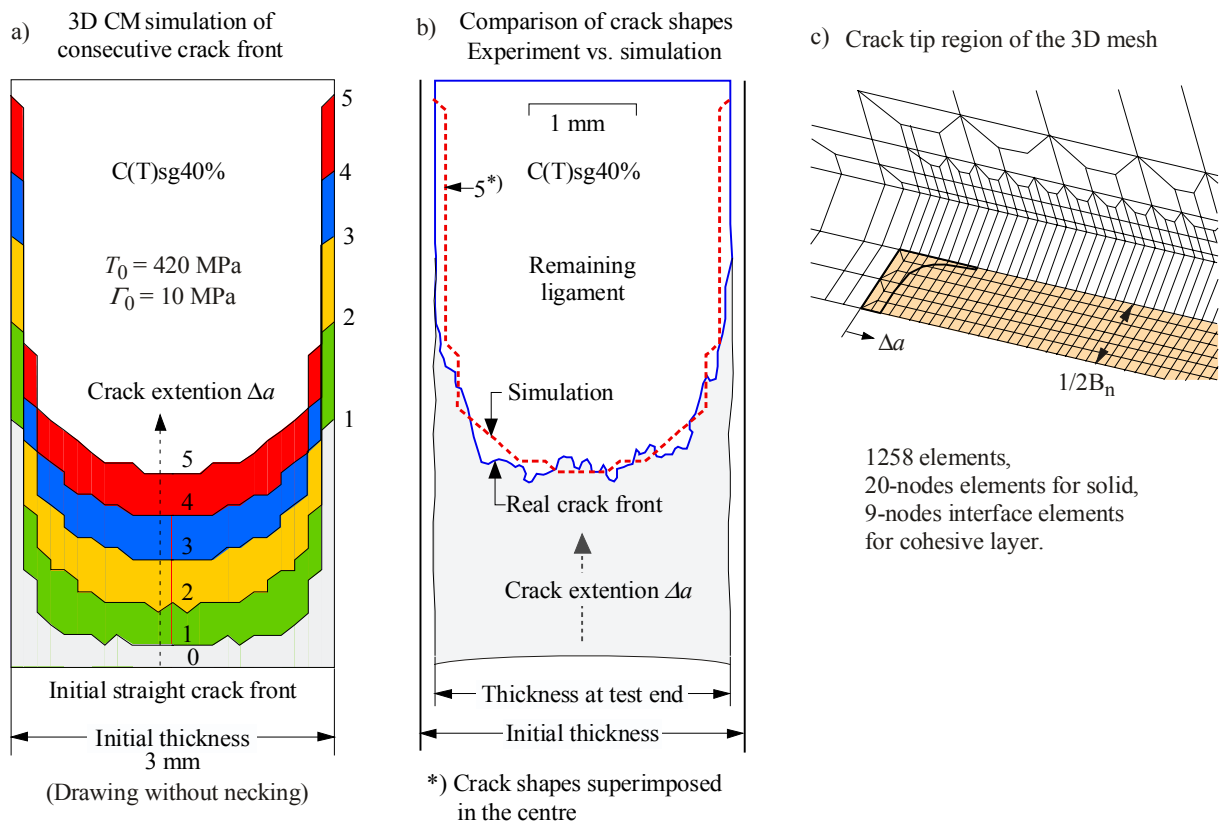 a)
3D CM simulation of
consecutive crack front
5
4
3
2
1
C(T)sg40%
T₀ = 420 MPa
Γ₀ = 10 MPa
Crack extention Δa
5
4
3
2
1
0
Initial straight crack front
Initial thickness
3 mm
(Drawing without necking)
b)
Comparison of crack shapes
Experiment vs. simulation
1 mm
C(T)sg40%
5*)
Remaining
ligament
Simulation
Real crack front
Crack extention Δa
Thickness at test end
Initial thickness
*) Crack shapes superimposed
in the centre
c) Crack tip region of the 3D mesh
Δa
1/2Bₙ
1258 elements,
20-nodes elements for solid,
9-nodes interface elements
for cohesive layer.